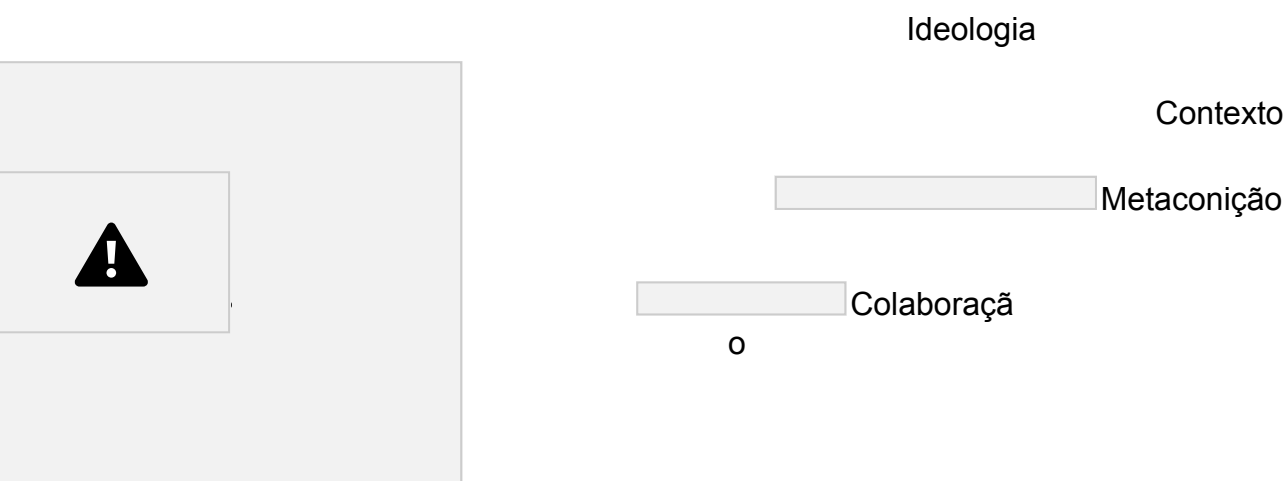 Ideologia
Contexto
Metaconição
Colaboraçã
o